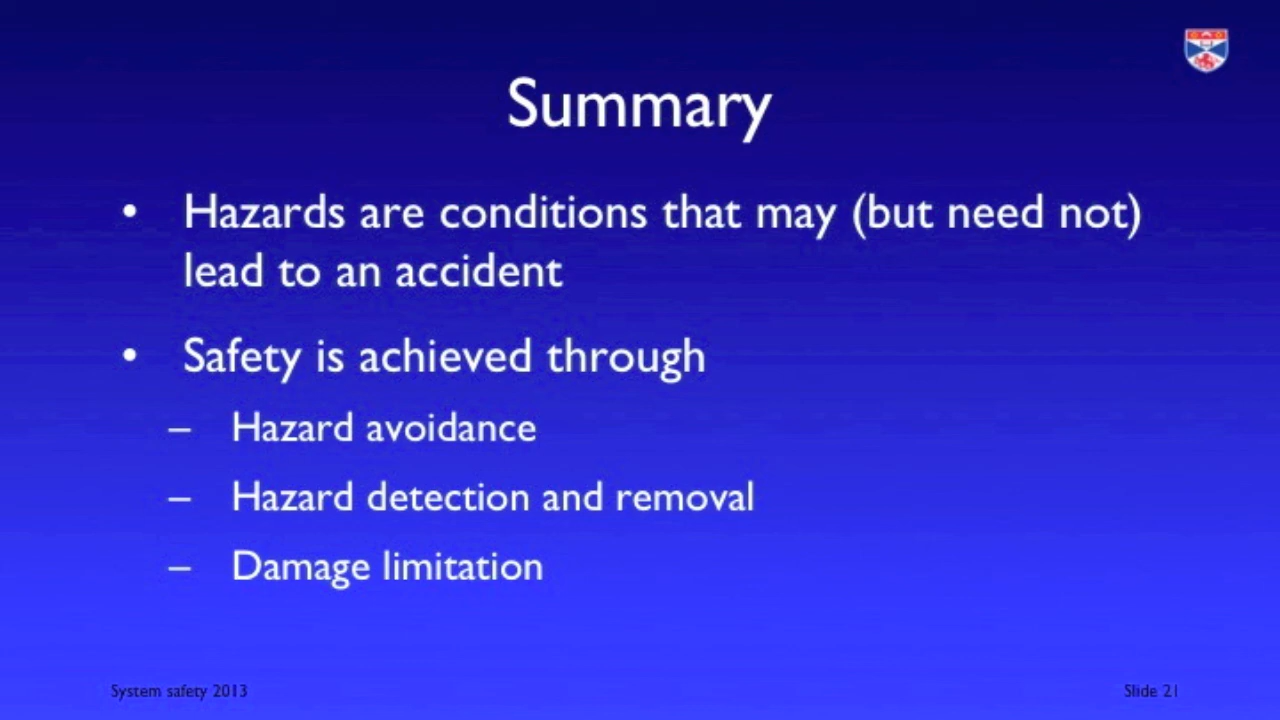 Summary
• Hazards are conditions that may (but need not)
lead to an accident
• Safety is achieved through
– Hazard avoidance
– Hazard detection and removal
– Damage limitation
System safety 2013
Slide 21